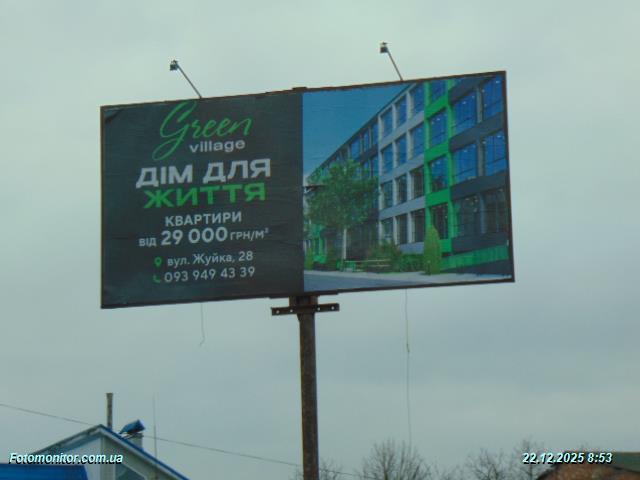 Green
village
ДІМ ДЛЯ
ЖИТТЯ
КВАРТИРИ
ВІД 29 000 ГРН/М²
вул. Жуйка, 28
093 949 43 39
Fotomonitor.com.ua
22.12.2025 8:53